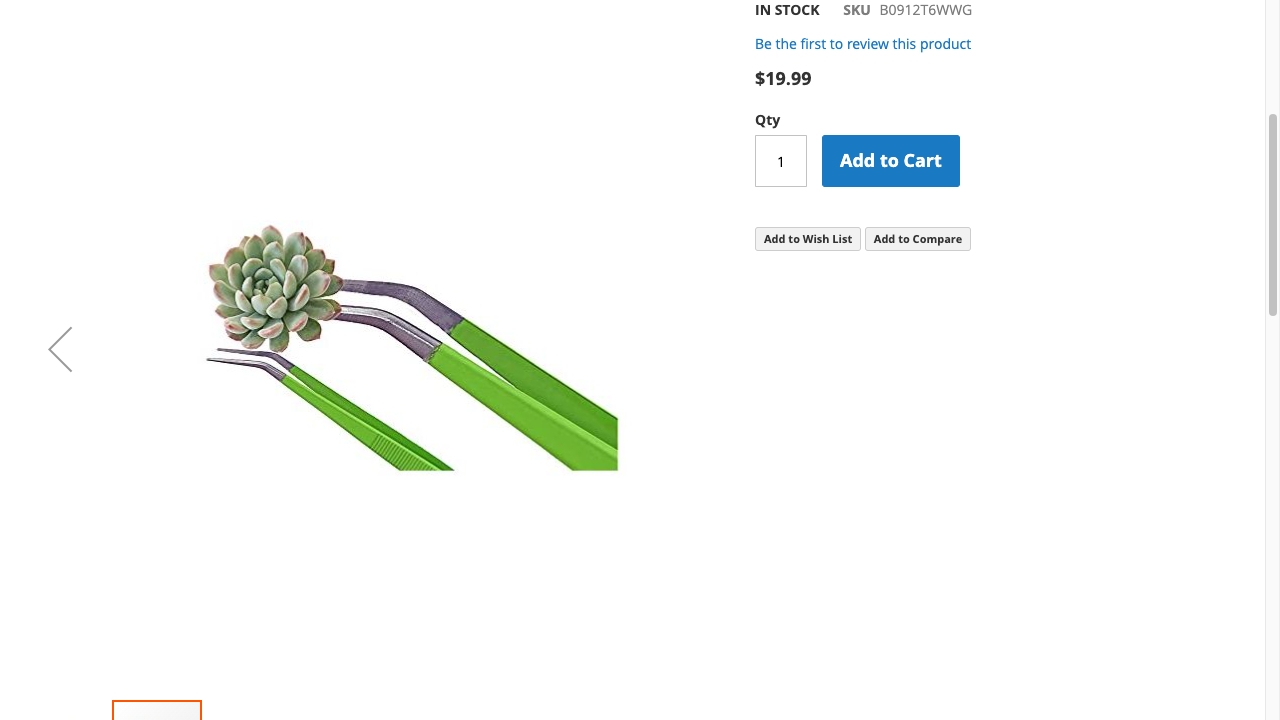 IN STOCK SKU B0912T6WWG
Be the first to review this product
$19.99
Qty
1 Add to Cart
Add to Wish List Add to Compare